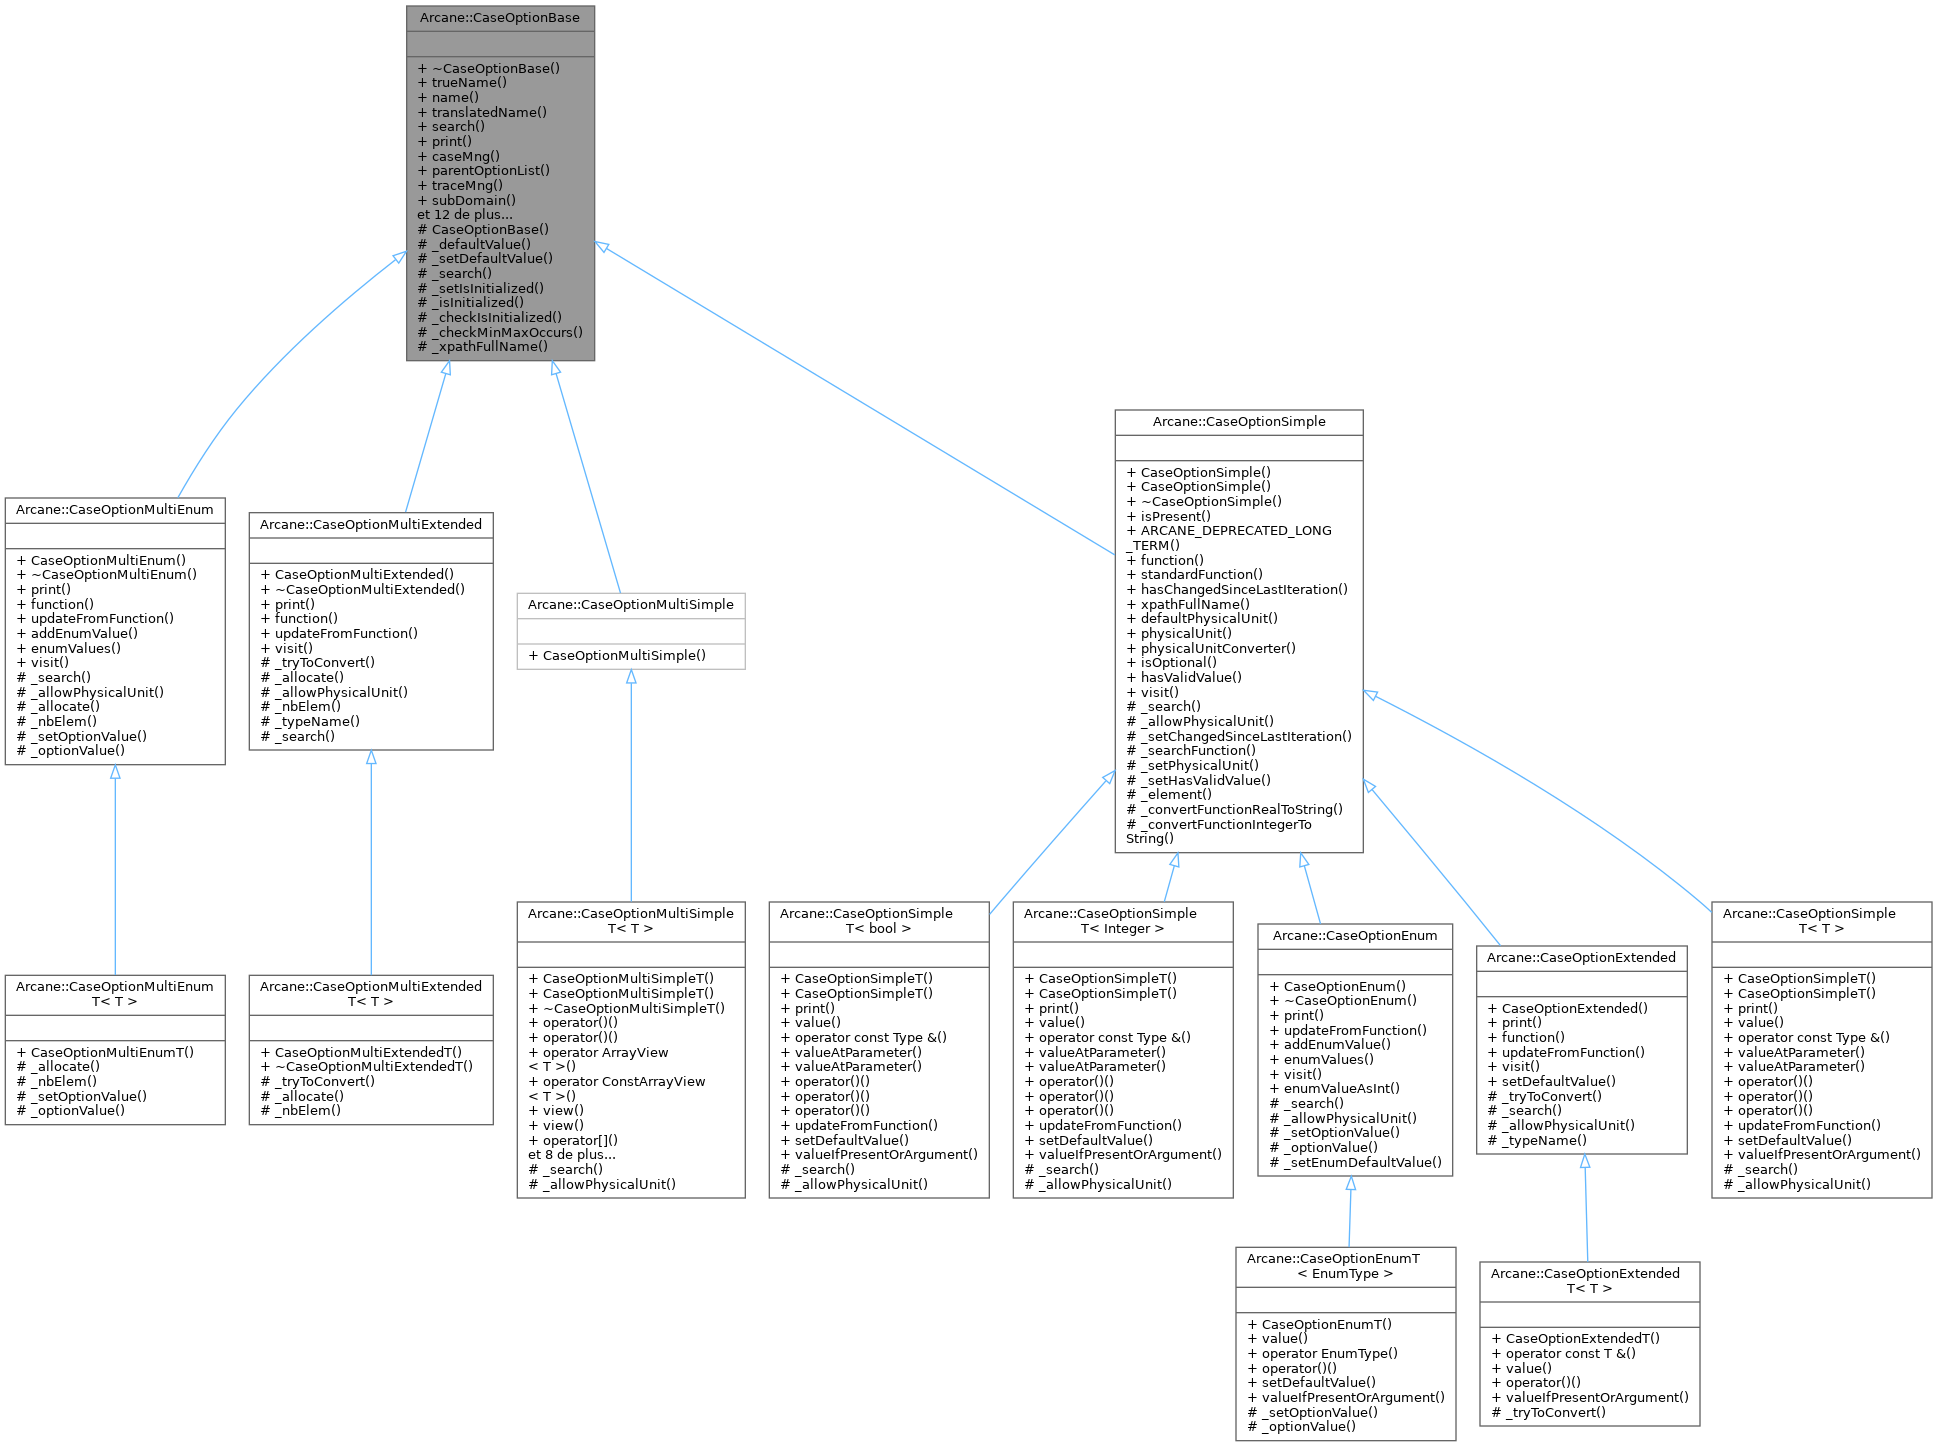 Arcane::CaseOptionBase
+ ~CaseOptionBase()
+ trueName()
+ name()
+ translatedName()
+ search()
+ print()
+ caseMng()
+ parentOptionList()
+ traceMng()
+ subDomain()
et 12 de plus...
# CaseOptionBase()
# _defaultValue()
# _setDefaultValue()
# _search()
# _setIsInitialized()
# _isInitialized()
# _checkIsInitialized()
# _checkMinMaxOccurs()
# _xpathFullName()
Arcane::CaseOptionMultiEnum
+ CaseOptionMultiEnum()
+ ~CaseOptionMultiEnum()
+ print()
+ function()
+ updateFromFunction()
+ addEnumValue()
+ enumValues()
+ visit()
# _search()
# _allowPhysicalUnit()
# _allocate()
# _nbElem()
# _setOptionValue()
# _optionValue()
Arcane::CaseOptionMultiExtended
+ CaseOptionMultiExtended()
+ ~CaseOptionMultiExtended()
+ print()
+ function()
+ updateFromFunction()
+ visit()
# _tryToConvert()
# _allocate()
# _allowPhysicalUnit()
# _nbElem()
# _typeName()
# _search()
Arcane::CaseOptionMultiSimple
+ CaseOptionMultiSimple()
Arcane::CaseOptionSimple
+ CaseOptionSimple()
+ CaseOptionSimple()
+ ~CaseOptionSimple()
+ isPresent()
+ ARCANE_DEPRECATED_LONG
_TERM()
+ function()
+ standardFunction()
+ hasChangedSinceLastIteration()
+ xpathFullName()
+ defaultPhysicalUnit()
+ physicalUnit()
+ physicalUnitConverter()
+ isOptional()
+ hasValidValue()
+ visit()
# _search()
# _allowPhysicalUnit()
# _setChangedSinceLastIteration()
# _searchFunction()
# _setPhysicalUnit()
# _setHasValidValue()
# _element()
# _convertFunctionRealToString()
# _convertFunctionIntegerTo
String()
Arcane::CaseOptionMultiEnum
T< T >
+ CaseOptionMultiEnumT()
# _allocate()
# _nbElem()
# _setOptionValue()
# _optionValue()
Arcane::CaseOptionMultiExtended
T< T >
+ CaseOptionMultiExtendedT()
+ ~CaseOptionMultiExtendedT()
# _tryToConvert()
# _allocate()
# _nbElem()
Arcane::CaseOptionMultiSimple
T< T >
+ CaseOptionMultiSimpleT()
+ CaseOptionMultiSimpleT()
+ ~CaseOptionMultiSimpleT()
+ operator()()
+ operator()()
+ operator ArrayView
< T >()
+ operator ConstArrayView
< T >()
+ view()
+ view()
+ operator[]()
et 8 de plus...
# _search()
# _allowPhysicalUnit()
Arcane::CaseOptionSimple
T< bool >
+ CaseOptionSimpleT()
+ CaseOptionSimpleT()
+ print()
+ value()
+ operator const Type &()
+ valueAtParameter()
+ valueAtParameter()
+ operator()()
+ operator()()
+ operator()()
+ updateFromFunction()
+ setDefaultValue()
+ valueIfPresentOrArgument()
# _search()
# _allowPhysicalUnit()
Arcane::CaseOptionSimple
T< Integer >
+ CaseOptionSimpleT()
+ CaseOptionSimpleT()
+ print()
+ value()
+ operator const Type &()
+ valueAtParameter()
+ valueAtParameter()
+ operator()()
+ operator()()
+ operator()()
+ updateFromFunction()
+ setDefaultValue()
+ valueIfPresentOrArgument()
# _search()
# _allowPhysicalUnit()
Arcane::CaseOptionEnum
+ CaseOptionEnum()
+ ~CaseOptionEnum()
+ print()
+ updateFromFunction()
+ addEnumValue()
+ enumValues()
+ visit()
+ enumValueAsInt()
# _search()
# _allowPhysicalUnit()
# _setOptionValue()
# _optionValue()
# _setEnumDefaultValue()
Arcane::CaseOptionExtended
+ CaseOptionExtended()
+ print()
+ function()
+ updateFromFunction()
+ visit()
+ setDefaultValue()
# _tryToConvert()
# _search()
# _allowPhysicalUnit()
# _typeName()
Arcane::CaseOptionSimple
T< T >
+ CaseOptionSimpleT()
+ CaseOptionSimpleT()
+ print()
+ value()
+ operator const Type &()
+ valueAtParameter()
+ valueAtParameter()
+ operator()()
+ operator()()
+ operator()()
+ updateFromFunction()
+ setDefaultValue()
+ valueIfPresentOrArgument()
# _search()
# _allowPhysicalUnit()
Arcane::CaseOptionEnumT
< EnumType >
+ CaseOptionEnumT()
+ value()
+ operator EnumType()
+ operator()()
+ setDefaultValue()
+ valueIfPresentOrArgument()
# _setOptionValue()
# _optionValue()
Arcane::CaseOptionExtended
T< T >
+ CaseOptionExtendedT()
+ operator const T &()
+ value()
+ operator()()
+ valueIfPresentOrArgument()
# _tryToConvert()